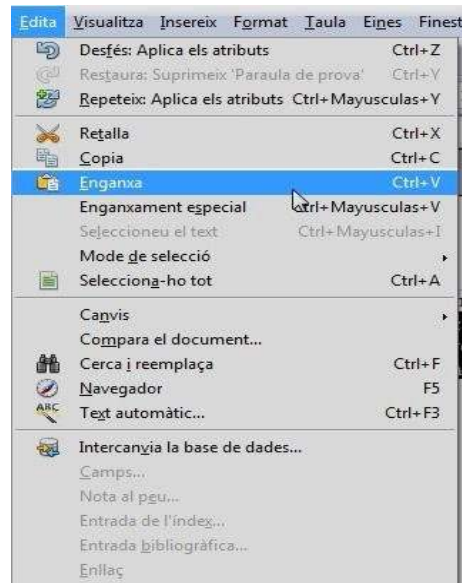 Edita Visualitza Insereix Format Taula Eines Finest
Desfés: Aplica els atributs Ctrl+Z
Restaura: Suprimeix 'Paraula de prova' Ctrl+Y
Repeteix: Aplica els atributs Ctrl+Mayusculas+Y
Retalla Ctrl+X
Copia Ctrl+C
Enganxa Ctrl+V
Enganxament especial Ctrl+Mayusculas+V
Seleccioneu el text Ctrl+Mayusculas+I
Mode de selecció
Selecciona-ho tot Ctrl+A
Canvis
Compara el document...
Cerca i reemplaça Ctrl+F
Navegador F5
ABC Text automàtic... Ctrl+F3
Intercanvia la base de dades...
Camps...
Nota al peu...
Entrada de l'índex...
Entrada bibliogràfica...
Enllaç